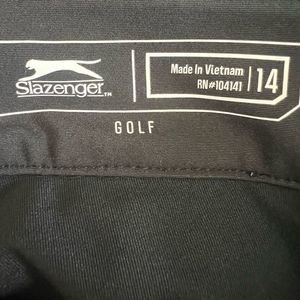 Slazenger™
Made In Vietnam
RN#104141
14
GOLF